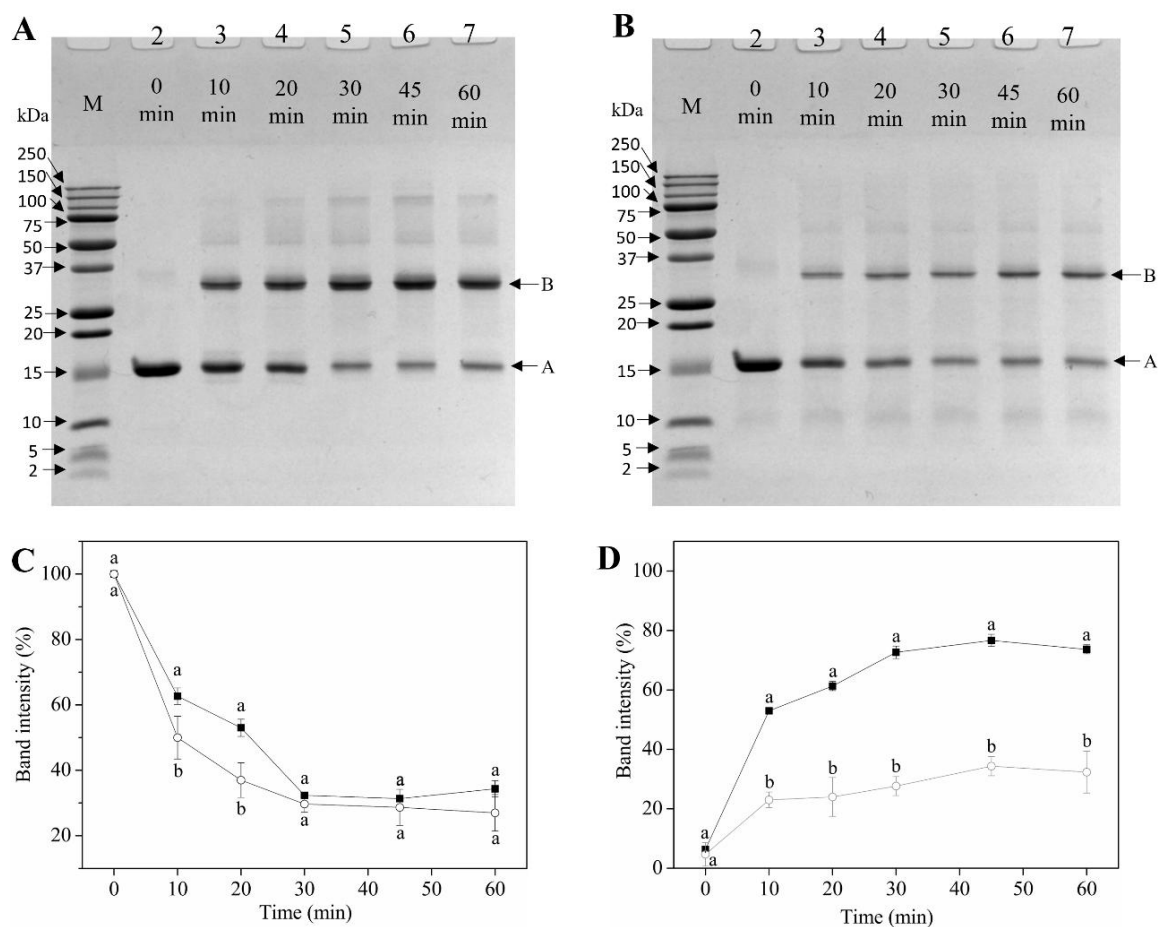 A
2 3 4 5 6 7
0 10 20 30 45 60
M min min min min min min
kDa
250
150
100
75
50
37
25
20
15
10
5
2
B
A
B
2 3 4 5 6 7
0 10 20 30 45 60
M min min min min min min
kDa
250
150
100
75
50
37
25
20
15
10
5
2
B
A
C
Band intensity (%)
100
80
60
40
20
a
a
a
b
a
b
a
a
a
a
a
a
0 10 20 30 40 50 60
Time (min)
D
Band intensity (%)
100
80
60
40
20
0
a
a
a
b
a
b
a
b
a
b
a
b
0 10 20 30 40 50 60
Time (min)